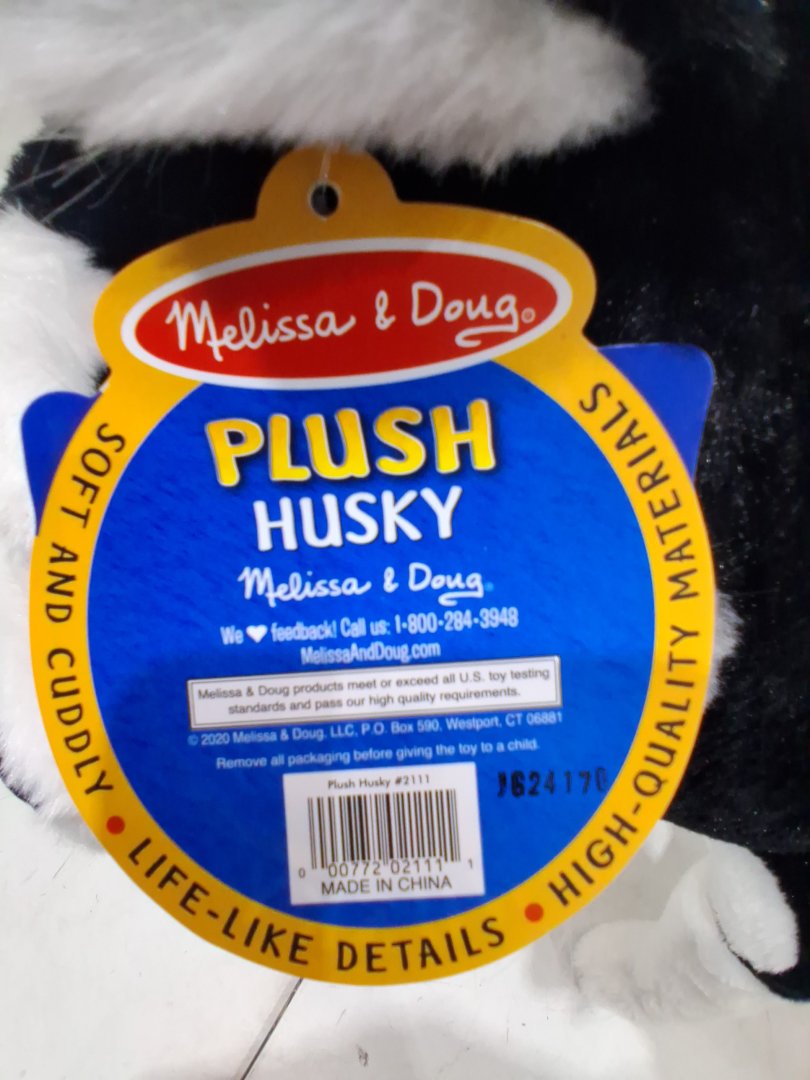 Melissa & Doug®
PLUSH
HUSKY
Melissa & Doug®
We ♥ feedback! Call us: 1-800-284-3948
MelissaAndDoug.com
Melissa & Doug products meet or exceed all U.S. toy testing
standards and pass our high quality requirements.
© 2020 Melissa & Doug, LLC, P.O. Box 590, Westport, CT 06881
Remove all packaging before giving the toy to a child.
Plush Husky #2111
0 00772 02111 1
MADE IN CHINA
SOFT AND CUDDLY • LIFE-LIKE DETAILS • HIGH-QUALITY MATERIALS